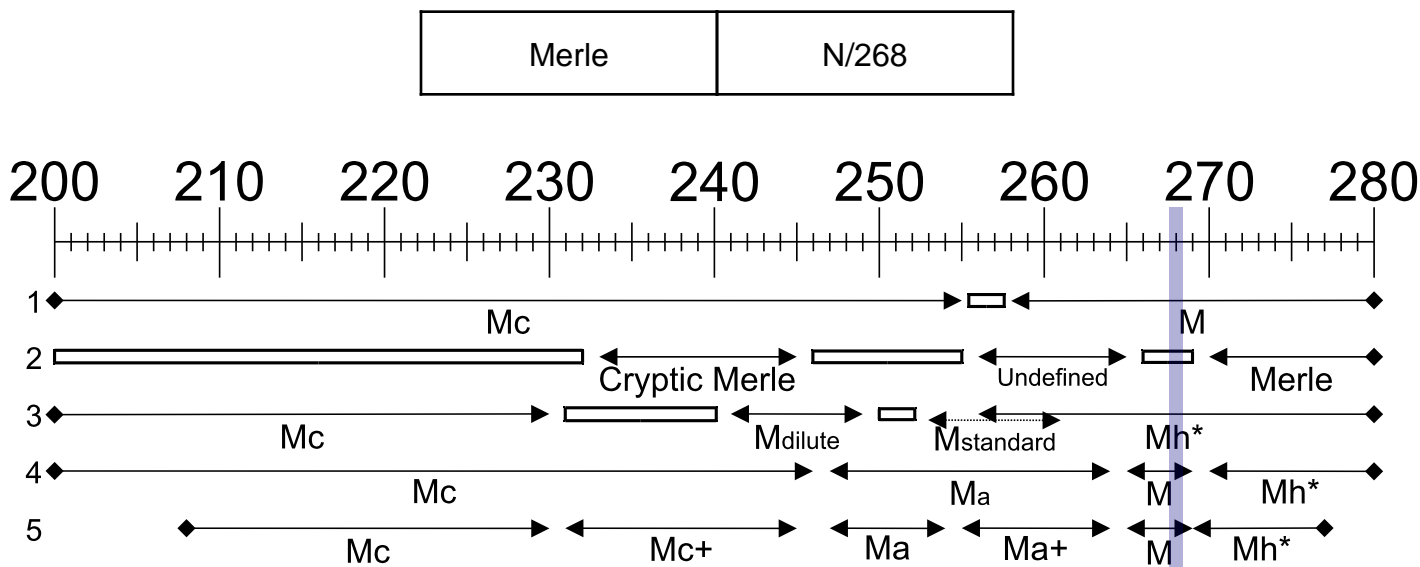 Merle N/268
200 210 220 230 240 250 260 270 280
1
Mc M
2
Cryptic Merle Undefined Merle
3
Mc Mdilute Mstandard Mh*
4
Mc Ma M Mh*
5
Mc Mc+ Ma Ma+ M Mh*